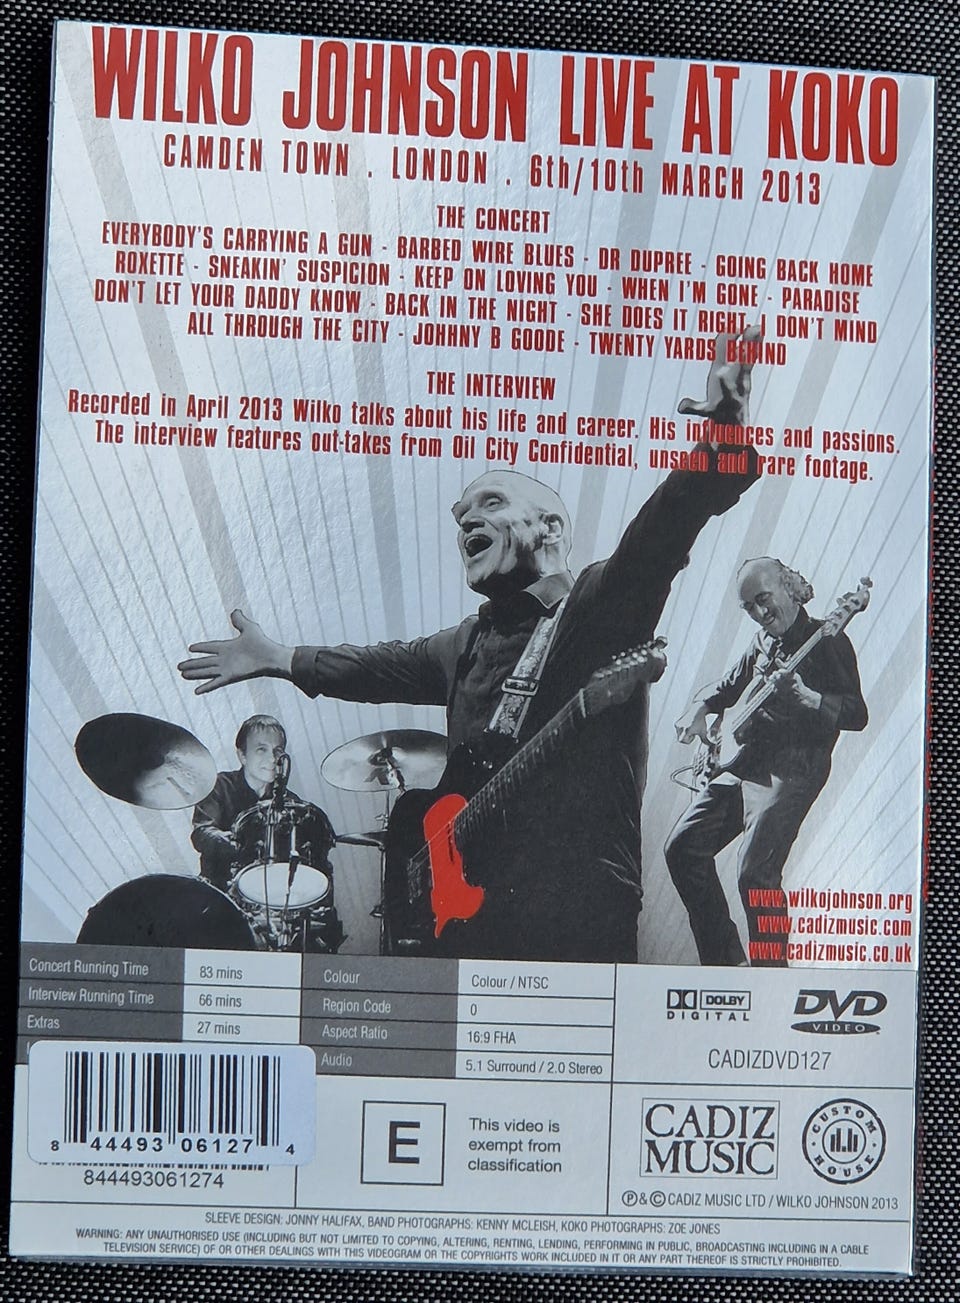 WILKO JOHNSON LIVE AT KOKO
CAMDEN TOWN . LONDON . 6th/10th MARCH 2013
THE CONCERT
EVERYBODY'S CARRYING A GUN - BARBED WIRE BLUES - DR DUPREE - GOING BACK HOME
ROXETTE - SNEAKIN' SUSPICION - KEEP ON LOVING YOU - WHEN I'M GONE - PARADISE
DON'T LET YOUR DADDY KNOW - BACK IN THE NIGHT - SHE DOES IT RIGHT I DON'T MIND
ALL THROUGH THE CITY - JOHNNY B GOODE - TWENTY YARDS BEHIND
THE INTERVIEW
Recorded in April 2013 Wilko talks about his life and career. His influences and passions.
The interview features out-takes from Oil City Confidential, unseen and rare footage.
www.wilkojohnson.org
www.cadizmusic.com
www.cadizmusic.co.uk
Concert Running Time 83 mins
Interview Running Time 66 mins
Extras 27 mins
Colour Colour / NTSC
Region Code 0
Aspect Ratio 16:9 FHA
Audio 5.1 Surround / 2.0 Stereo
DOLBY
DIGITAL
DVD
VIDEO
CADIZDVD127
8 44493 06127 4
844493061274
E
This video is
exempt from
classification
CADIZ
MUSIC
CUSTOM
HOUSE
Ⓟ&©CADIZ MUSIC LTD / WILKO JOHNSON 2013
SLEEVE DESIGN: JONNY HALIFAX, BAND PHOTOGRAPHS: KENNY MCLEISH, KOKO PHOTOGRAPHS: ZOE JONES
WARNING: ANY UNAUTHORISED USE (INCLUDING BUT NOT LIMITED TO COPYING, ALTERING, RENTING, LENDING, PERFORMING IN PUBLIC, BROADCASTING INCLUDING IN A CABLE
TELEVISION SERVICE) OF OR OTHER DEALINGS WITH THIS VIDEOGRAM OR THE COPYRIGHTS WORK INCLUDED IN IT OR ANY PART THEREOF IS STRICTLY PROHIBITED.